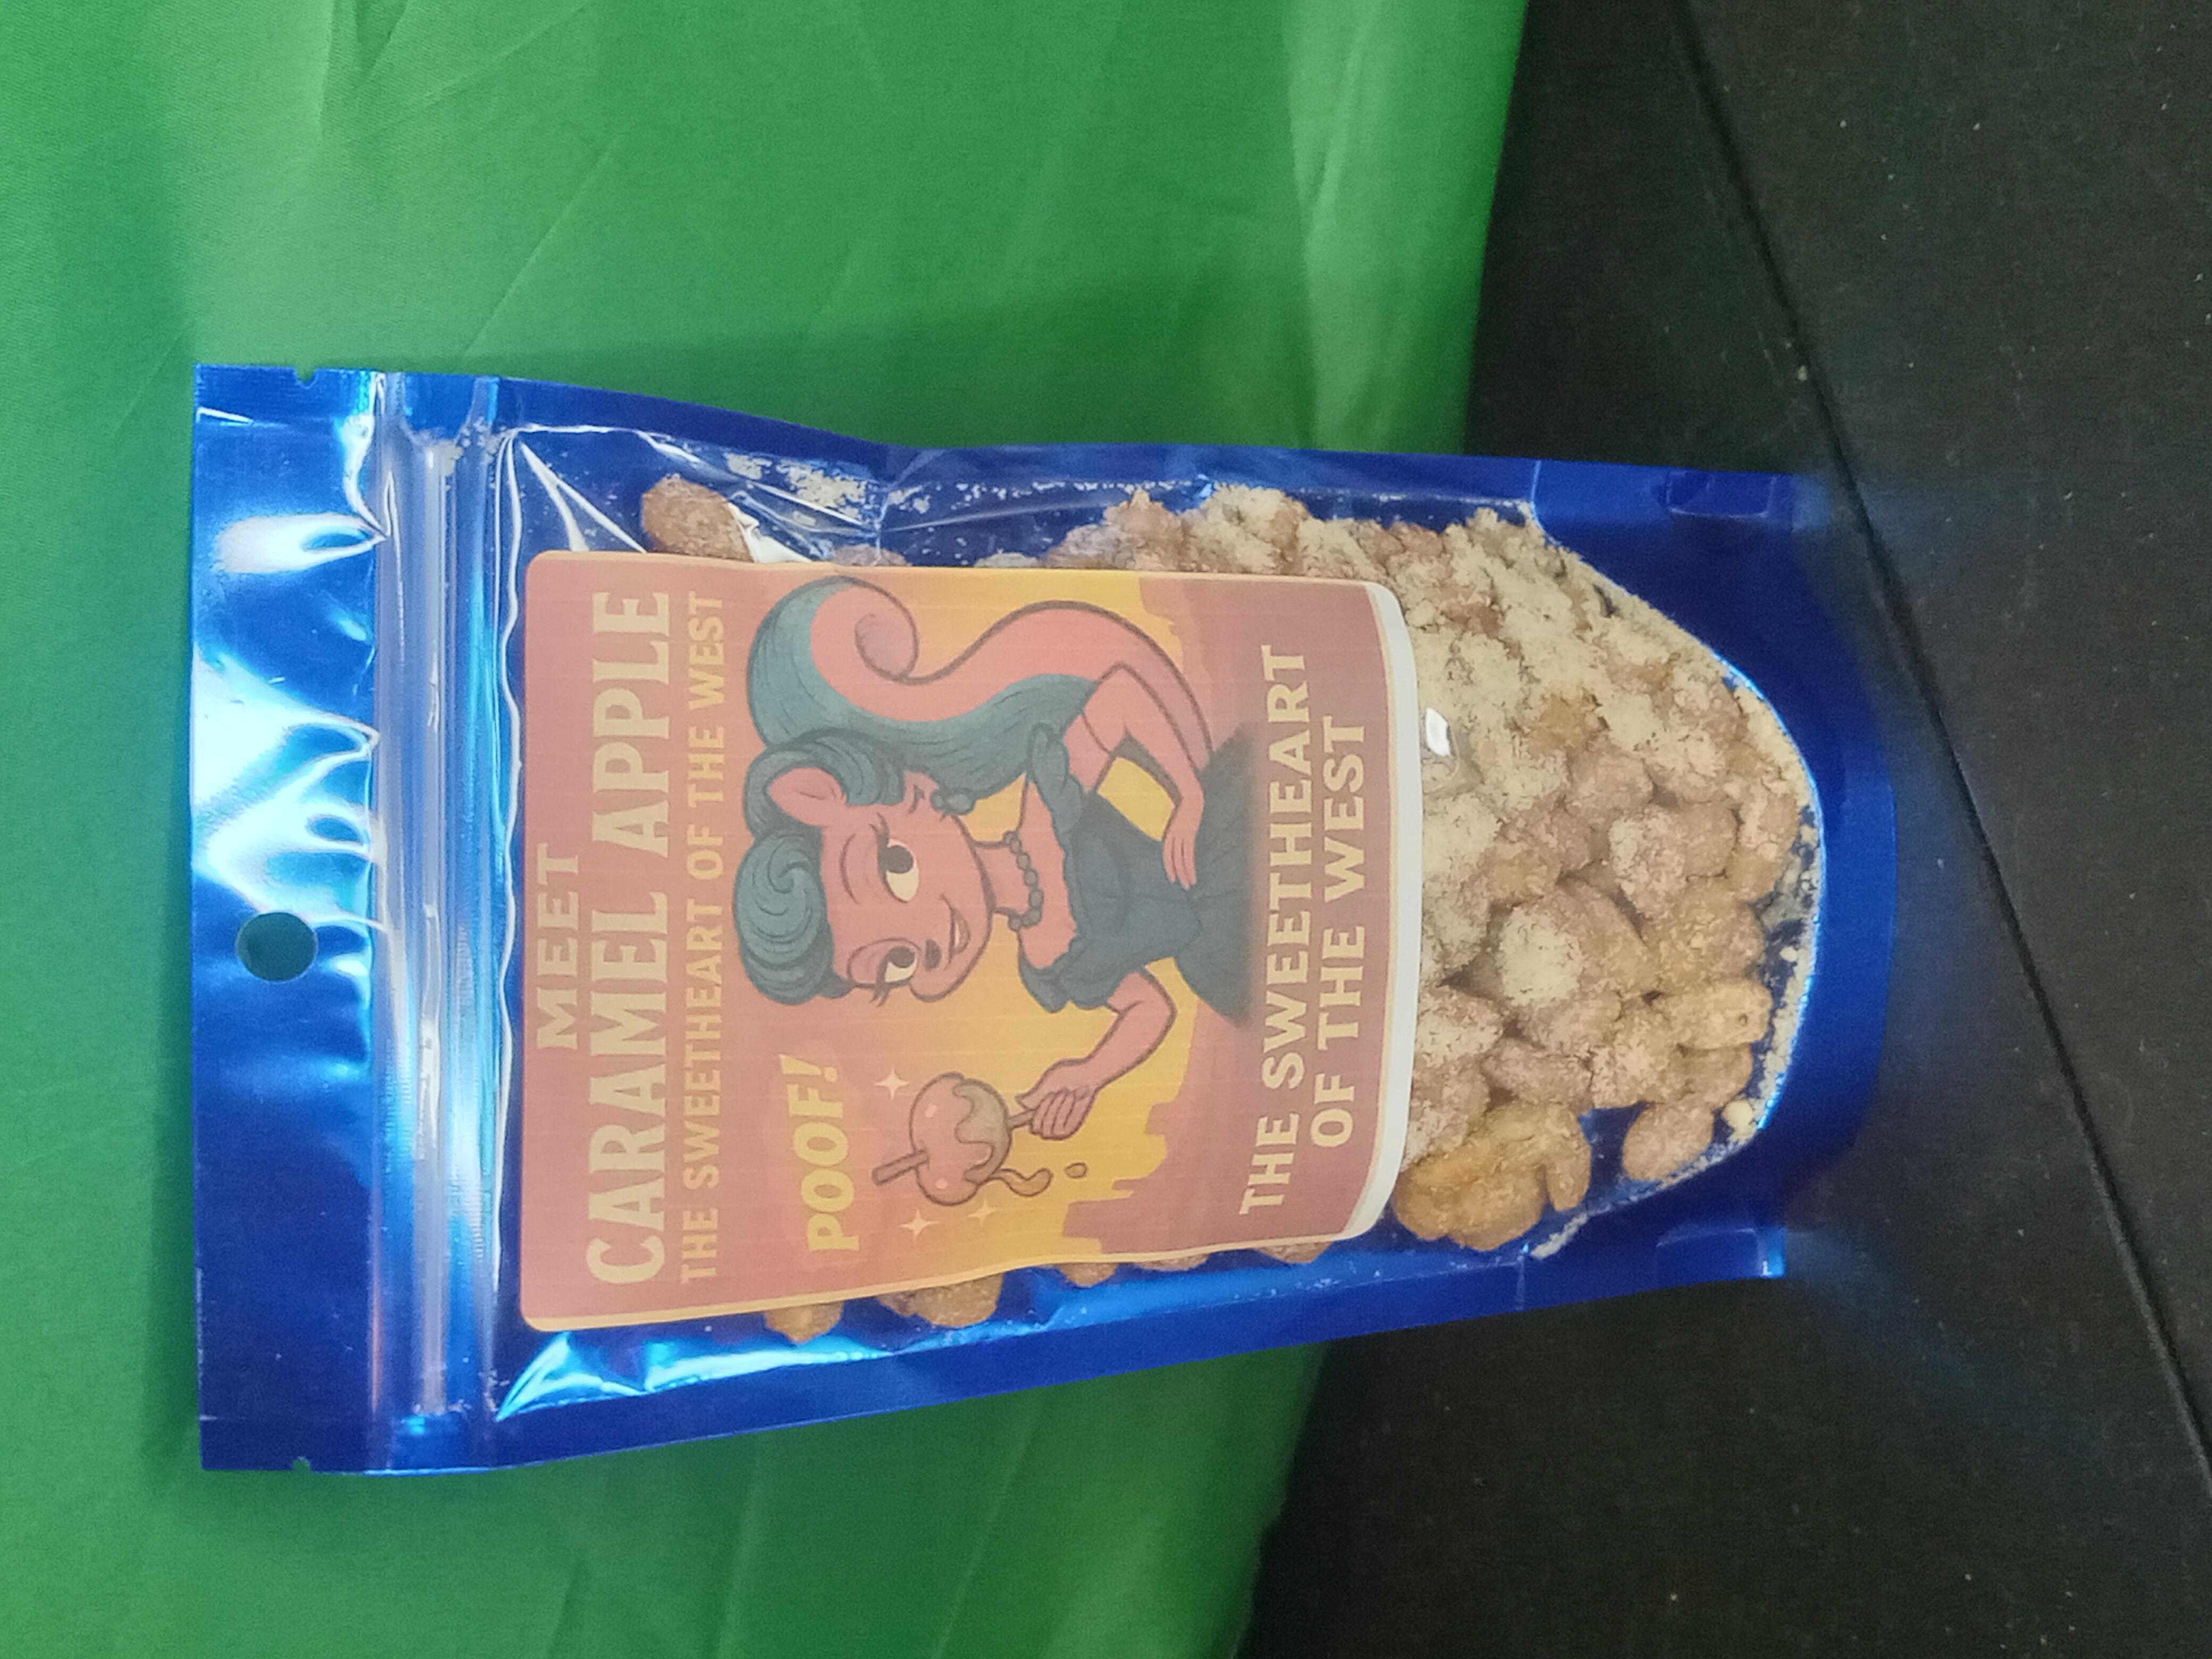 MEET
CARAMEL APPLE
THE SWEETHEART OF THE WEST
POOF!
THE SWEETHEART
OF THE WEST